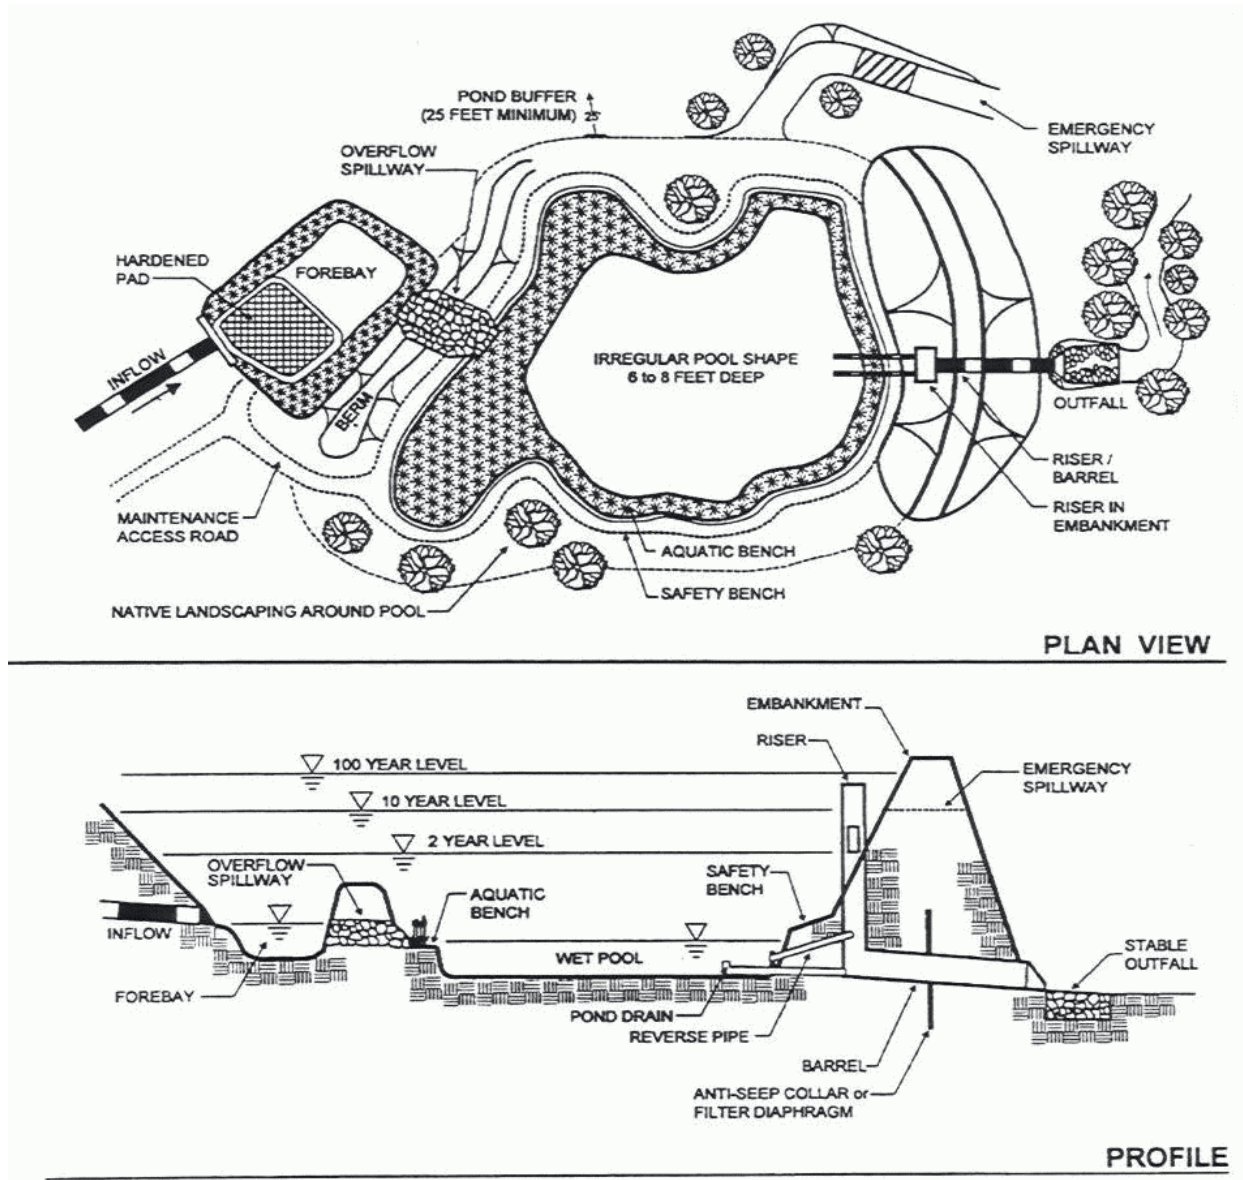 POND BUFFER
(25 FEET MINIMUM)
25'
EMERGENCY
SPILLWAY
OVERFLOW
SPILLWAY
HARDENED
PAD
FOREBAY
INFLOW
IRREGULAR POOL SHAPE
6 to 8 FEET DEEP
BERM
OUTFALL
RISER /
BARREL
RISER IN
EMBANKMENT
MAINTENANCE
ACCESS ROAD
AQUATIC BENCH
SAFETY BENCH
NATIVE LANDSCAPING AROUND POOL
PLAN VIEW
EMBANKMENT
RISER
100 YEAR LEVEL
EMERGENCY
SPILLWAY
10 YEAR LEVEL
2 YEAR LEVEL
OVERFLOW
SPILLWAY
SAFETY
BENCH
AQUATIC
BENCH
INFLOW
WET POOL
STABLE
OUTFALL
FOREBAY
POND DRAIN
REVERSE PIPE
BARREL
ANTI-SEEP COLLAR or
FILTER DIAPHRAGM
PROFILE